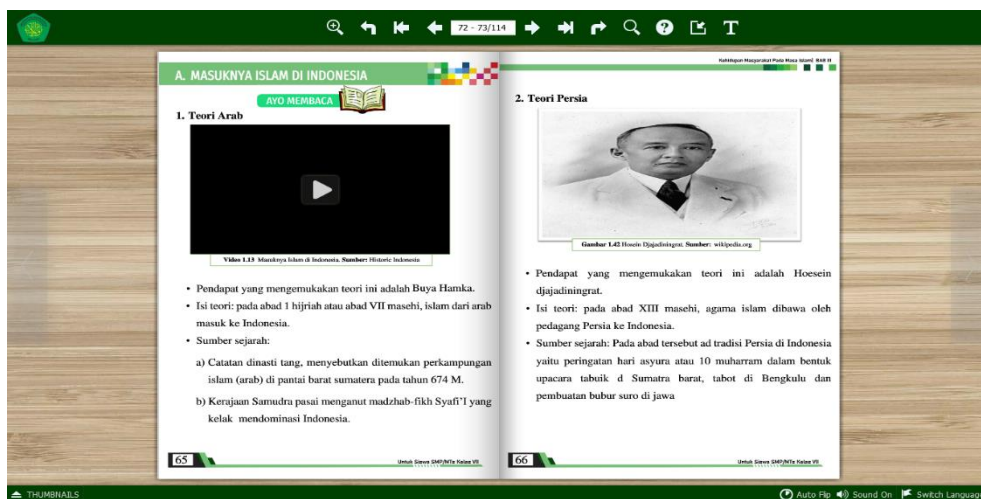 72 - 73/114
A. MASUKNYA ISLAM DI INDONESIA
AYO MEMBACA
1. Teori Arab
Video 1.13 Masuknya Islam di Indonesia. Sumber: Historic Indonesia
• Pendapat yang mengemukakan teori ini adalah Buya Hamka.
• Isi teori: pada abad 1 hijriah atau abad VII masehi, islam dari arab
masuk ke Indonesia.
• Sumber sejarah:
a) Catatan dinasti tang, menyebutkan ditemukan perkampungan
islam (arab) di pantai barat sumatera pada tahun 674 M.
b) Kerajaan Samudra pasai menganut madzhab-fikh Syafi'I yang
kelak mendominasi Indonesia.
65
Untuk Siswa SMP/MTs Kelas VII
Kehidupan Masyarakat Pada Masa Islam| BAB III
2. Teori Persia
Gambar 1.42 Hosein Djajadiningrat. Sumber: wikipedia.org
• Pendapat yang mengemukakan teori ini adalah Hoesein
djajadiningrat.
• Isi teori: pada abad XIII masehi, agama islam dibawa oleh
pedagang Persia ke Indonesia.
• Sumber sejarah: Pada abad tersebut ad tradisi Persia di Indonesia
yaitu peringatan hari asyura atau 10 muharram dalam bentuk
upacara tabuik d Sumatra barat, tabot di Bengkulu dan
pembuatan bubur suro di jawa
66
Untuk Siswa SMP/MTs Kelas VII
THUMBNAILS
Auto Flip
Sound On
Switch Language